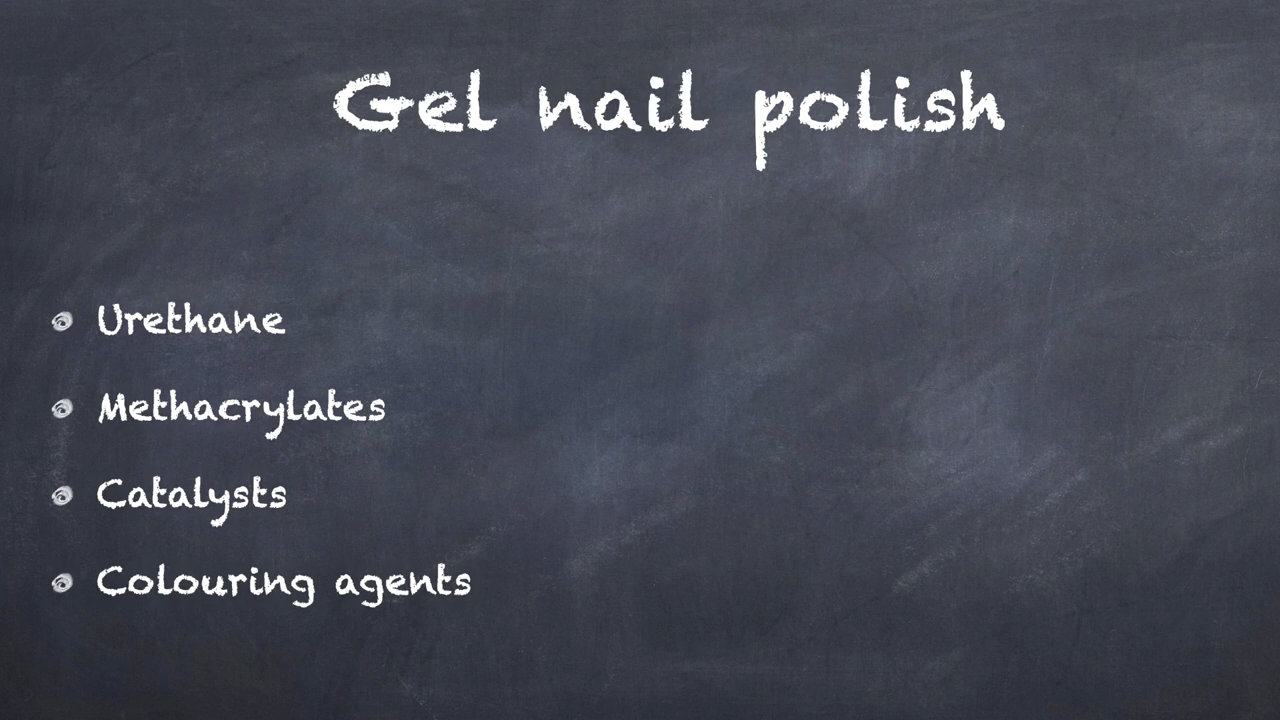 Gel nail polish
Urethane
Methacrylates
Catalysts
Colouring agents